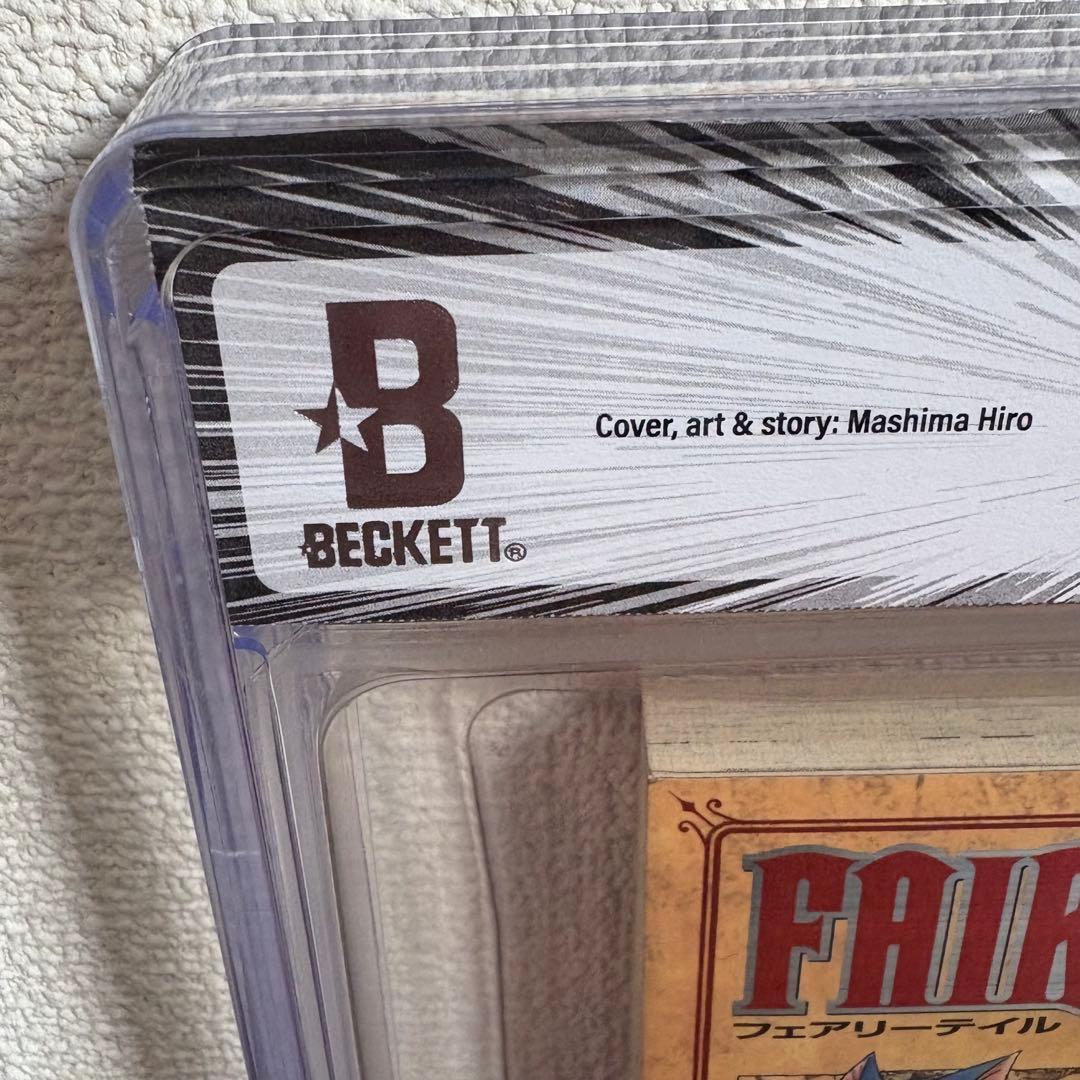 B
Cover, art & story: Mashima Hiro
BECKETT®
FAIR
フェアリーテイル